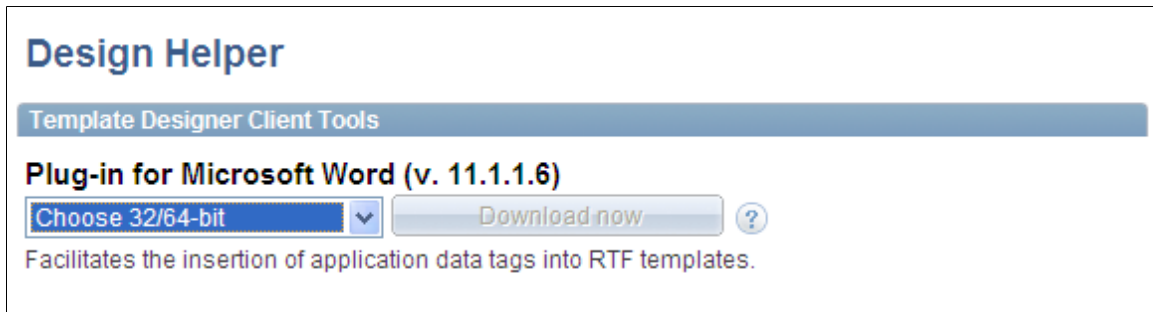 Design Helper
Template Designer Client Tools
Plug-in for Microsoft Word (v. 11.1.1.6)
Choose 32/64-bit Download now ?
Facilitates the insertion of application data tags into RTF templates.